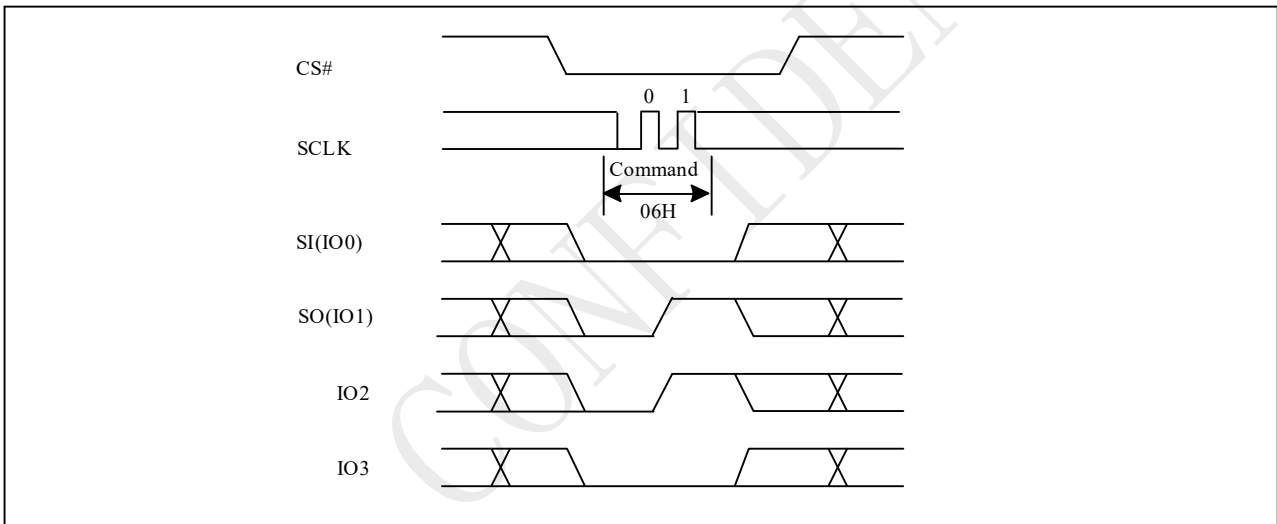 CS#
0 1
SCLK
Command
06H
SI(IO0)
SO(IO1)
IO2
IO3